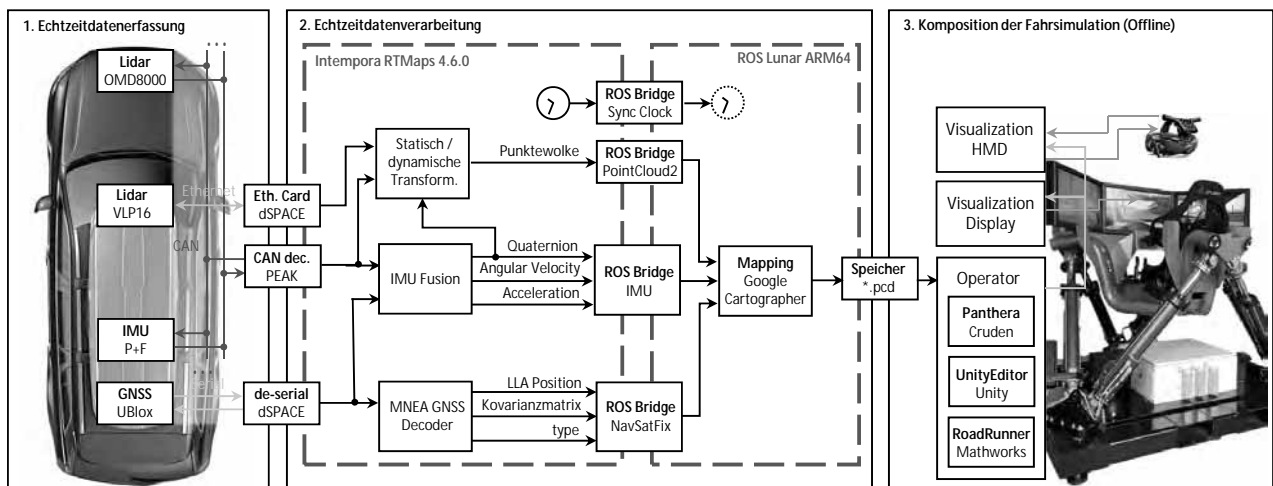 1. Echtzeitdatenerfassung
Lidar
OMD8000
Lidar
VLP16
Ethernet
CAN
IMU
P+F
GNSS
UBlox
Eth. Card
dSPACE
CAN dec.
PEAK
de-serial
dSPACE
2. Echtzeitdatenverarbeitung
Intempora RTMaps 4.6.0
ROS Lunar ARM64
ROS Bridge
Sync Clock
Statisch /
dynamische
Transform.
Punktewolke
ROS Bridge
PointCloud2
IMU Fusion
Quaternion
Angular Velocity
Acceleration
ROS Bridge
IMU
Mapping
Google
Cartographer
MNEA GNSS
Decoder
LLA Position
Kovarianzmatrix
type
ROS Bridge
NavSatFix
Speicher
*.pcd
3. Komposition der Fahrsimulation (Offline)
Visualization
HMD
Visualization
Display
Operator
Panthera
Cruden
UnityEditor
Unity
RoadRunner
Mathworks